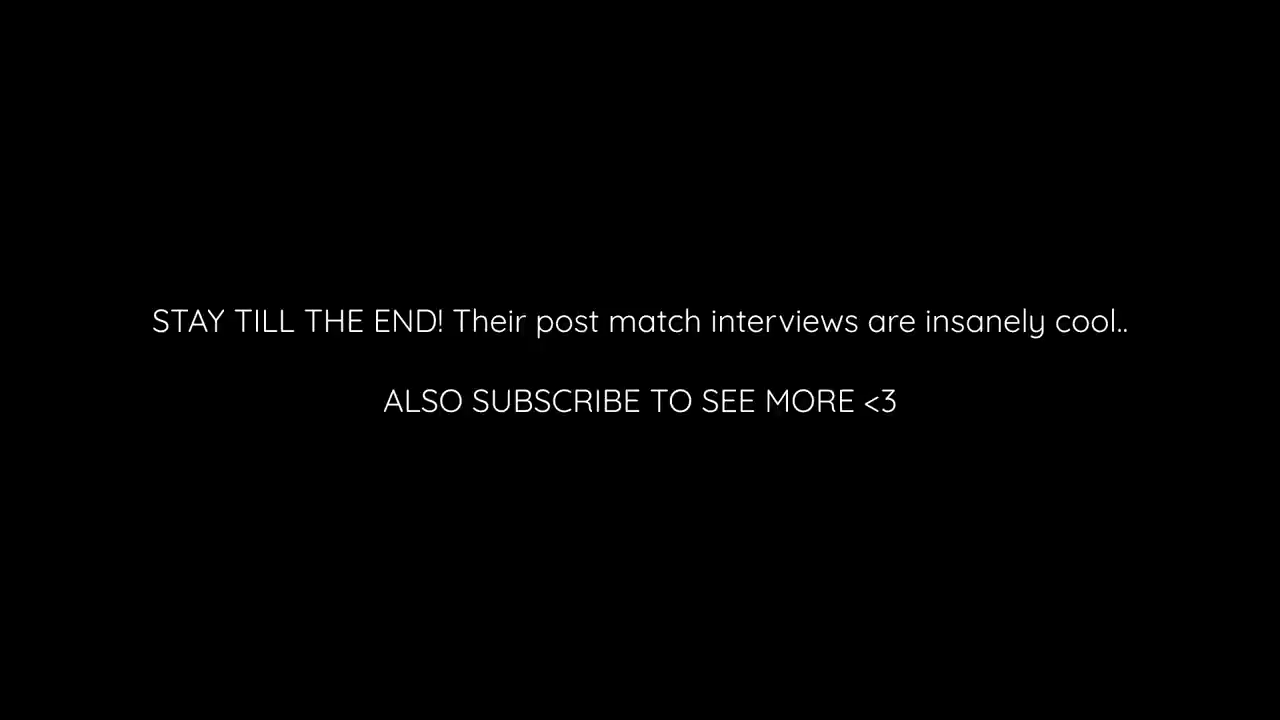 STAY TILL THE END! Their post match interviews are insanely cool..
ALSO SUBSCRIBE TO SEE MORE <3